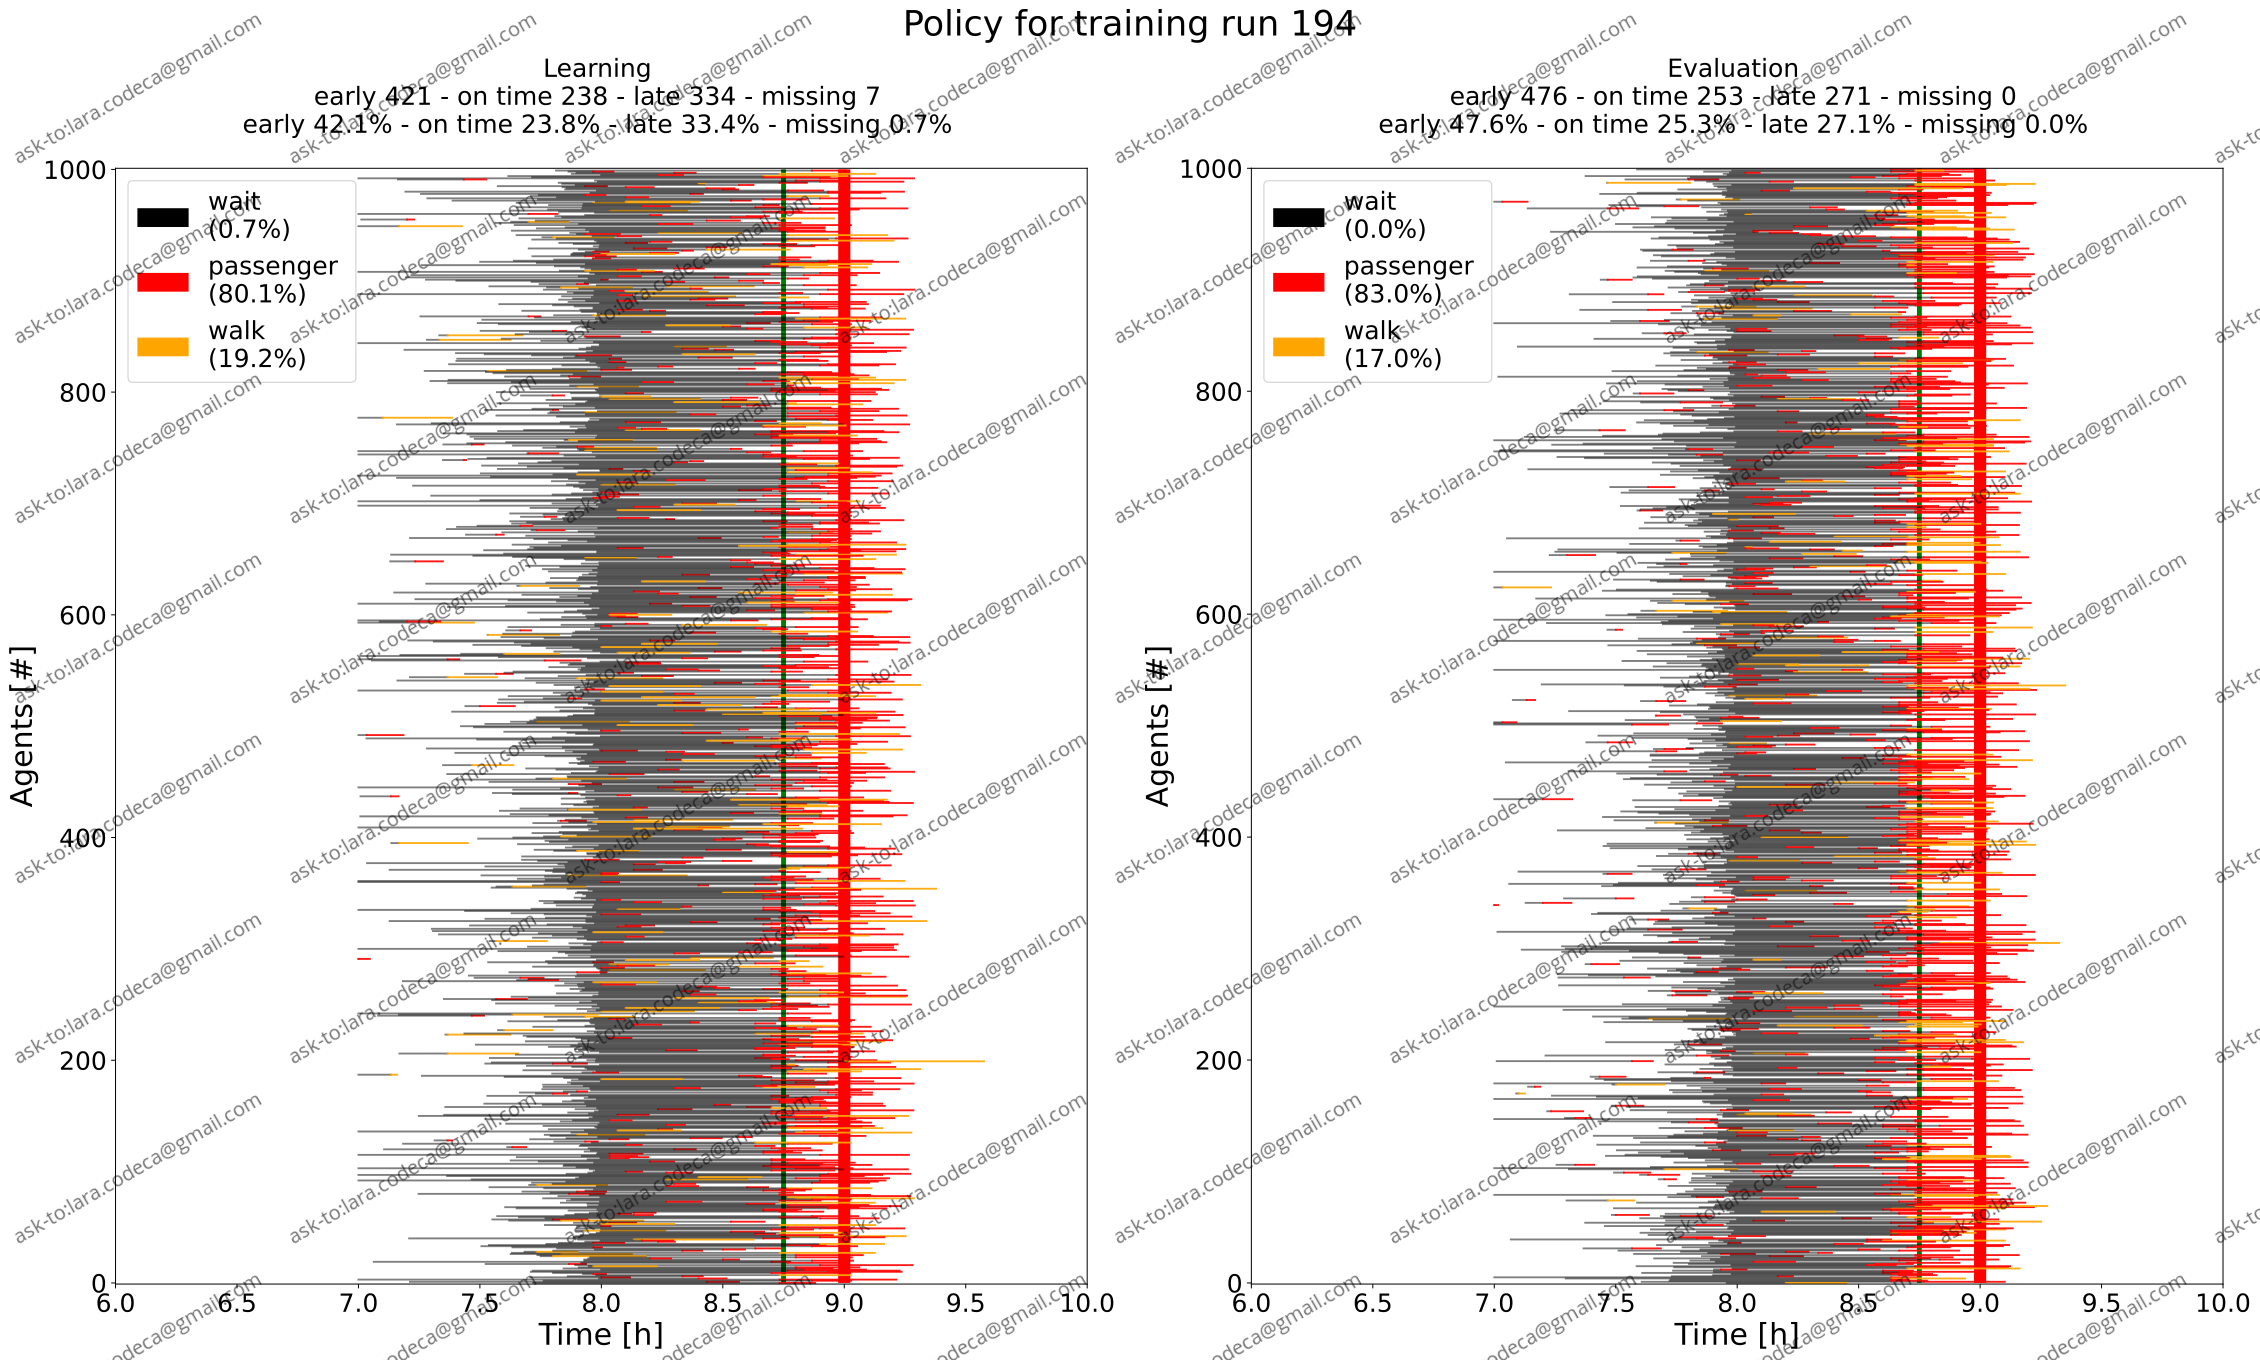 Policy for training run 194
Learning
early 421 - on time 238 - late 334 - missing 7
early 42.1% - on time 23.8% - late 33.4% - missing 0.7%
Evaluation
early 476 - on time 253 - late 271 - missing 0
early 47.6% - on time 25.3% - late 27.1% - missing 0.0%
wait
(0.7%)
passenger
(80.1%)
walk
(19.2%)
wait
(0.0%)
passenger
(83.0%)
walk
(17.0%)
1000
800
600
400
200
0
Agents [#]
6.0 6.5 7.0 7.5 8.0 8.5 9.0 9.5 10.0
Time [h]
1000
800
600
400
200
0
Agents [#]
6.0 6.5 7.0 7.5 8.0 8.5 9.0 9.5 10.0
Time [h]
ask-to:lara.codeca@gmail.com